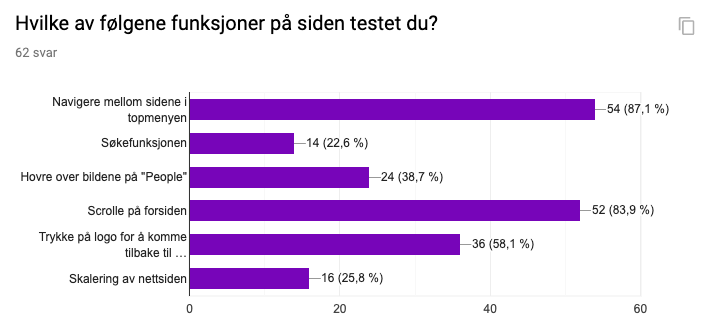 Hvilke av følgene funksjoner på siden testet du?
62 svar
Navigere mellom sidene i
topmenyen
54 (87,1 %)
Søkefunksjonen
14 (22,6 %)
Hovre over bildene på "People"
24 (38,7 %)
Scrolle på forsiden
52 (83,9 %)
Trykke på logo for å komme
tilbake til …
36 (58,1 %)
Skalering av nettsiden
16 (25,8 %)
0
20
40
60